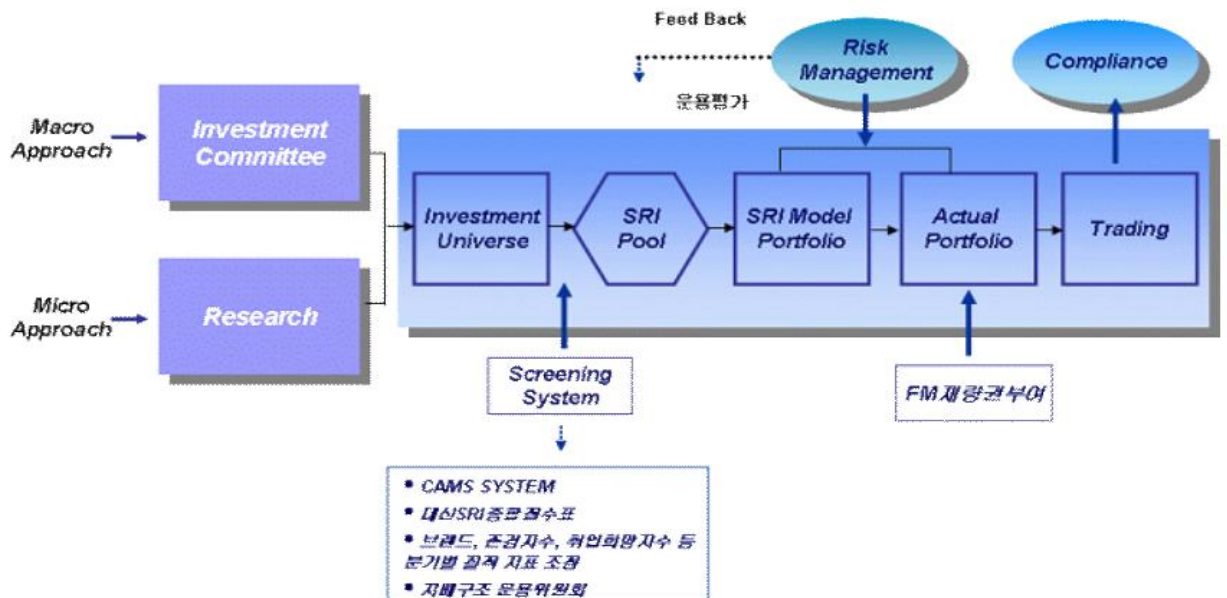 Feed Back
Risk
Management
Compliance
운용평가
Macro
Approach
Investment
Committee
Investment
Universe
SRI
Pool
SRI Model
Portfolio
Actual
Portfolio
Trading
Micro
Approach
Research
Screening
System
FM재량권부여
• CAMS SYSTEM
• 대신SRI종합점수표
• 브랜드, 존경지수, 취업희망지수 등
분기별 질적 지표 조정
• 지배구조 운용위원회